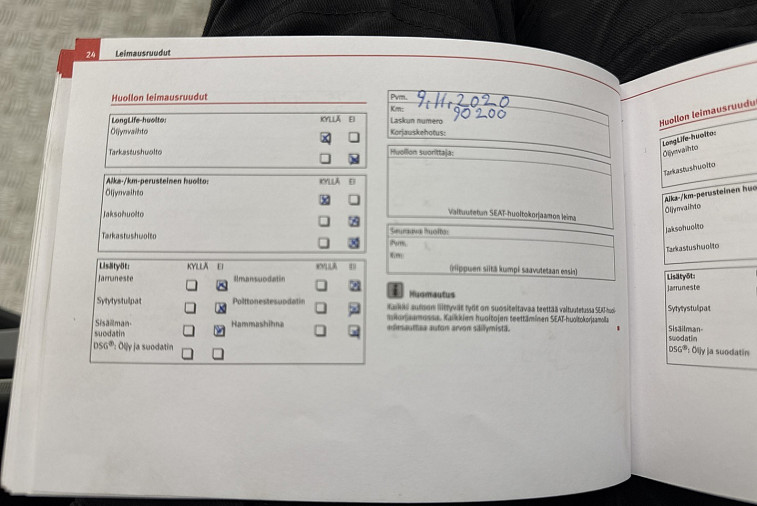 24 Leimausruudut
Huollon leimausruudut
LongLife-huolto: KYLLÄ EI
Öljynvaihto
Tarkastushuolto
Aika-/km-perusteinen huolto: KYLLÄ EI
Öljynvaihto
Jaksohuolto
Tarkastushuolto
Lisätyöt: KYLLÄ EI KYLLÄ EI
Jarruneste Ilmansuodatin
Sytytystulpat Polttonestesuodatin
Sisäilman- Hammashihna
suodatin
DSG®: Öljy ja suodatin
Pvm. 9.11.2020
Km: 90200
Laskun numero
Korjauskehotus:
Huollon suorittaja:
Valtuutetun SEAT-huoltokorjaamon leima
Seuraava huolto:
Pvm.
Km:
(Riippuen siitä kumpi saavutetaan ensin)
Huomautus
Kaikki autoon liittyvät työt on suositeltavaa teettää valtuutetussa SEAT-huol-
tokorjaamossa. Kaikkien huoltojen teettäminen SEAT-huoltokorjaamolla
edesauttaa auton arvon säilymistä.
Huollon leimausruudu
LongLife-huolto:
Öljynvaihto
Tarkastushuolto
Aika-/km-perusteinen huo
Öljynvaihto
Jaksohuolto
Tarkastushuolto
Lisätyöt:
Jarruneste
Sytytystulpat
Sisäilman-
suodatin
DSG®: Öljy ja suodatin